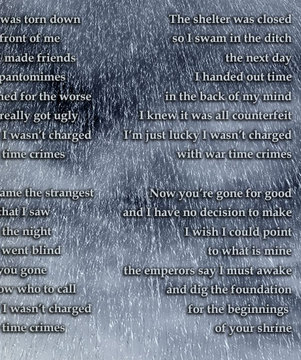 was torn down
front of me
made friends
pantomimes
ned for the worse
really got ugly
I wasn't charged
time crimes
ame the strangest
that I saw
the night
went blind
you gone
ow who to call
I wasn't charged
time crimes
The shelter was closed
so I swam in the ditch
the next day
I handed out time
in the back of my mind
I knew it was all counterfeit
I'm just lucky I wasn't charged
with war time crimes
Now you're gone for good
and I have no decision to make
I wish I could point
to what is mine
the emperors say I must awake
and dig the foundation
for the beginnings
of your shrine